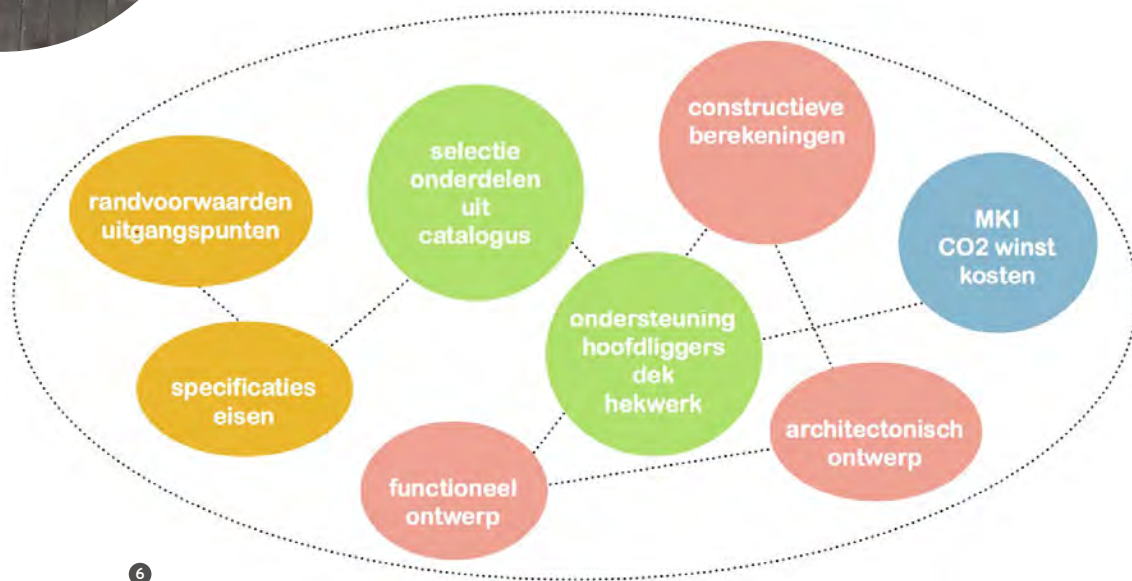 randvoorwaarden
uitgangspunten
specificaties
eisen
selectie
onderdelen
uit
catalogus
ondersteuning
hoofdliggers
dek
hekwerk
constructieve
berekeningen
MKI
CO2 winst
kosten
functioneel
ontwerp
architectonisch
ontwerp
6